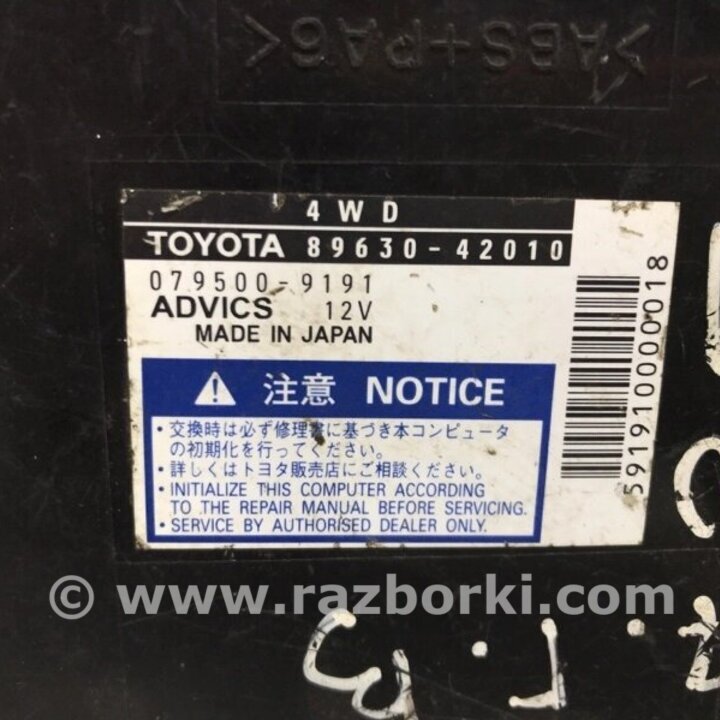 >ABS+PA6<
4WD
TOYOTA 89630-42010
079500-9191
ADVICS 12V
MADE IN JAPAN
注意 NOTICE
・交換時は必ず修理書に基づき本コンピュータ
の初期化を行ってください。
・詳しくはトヨタ販売店にご相談ください。
・INITIALIZE THIS COMPUTER ACCORDING
TO THE REPAIR MANUAL BEFORE SERVICING.
・SERVICE BY AUTHORISED DEALER ONLY.
591910000018
© www.razborki.com